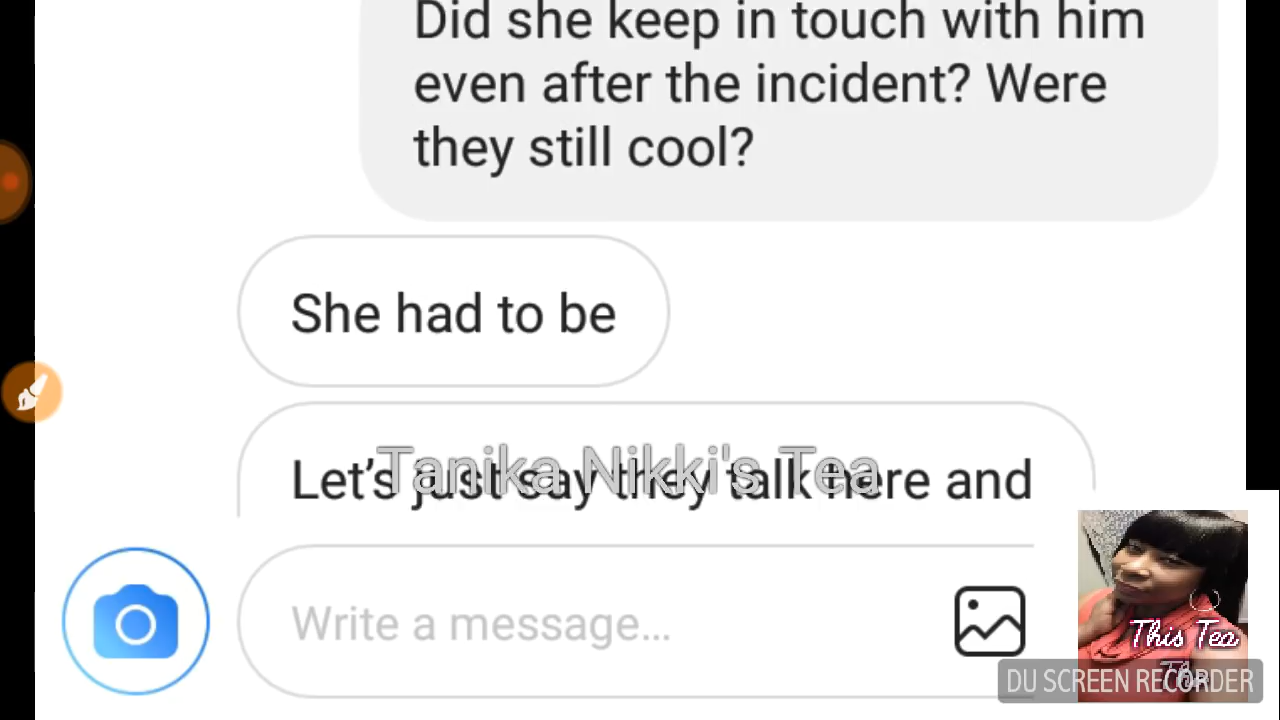 Did she keep in touch with him
even after the incident? Were
they still cool?
She had to be
Let's just say they talk here and
Tanika Nikki's Tea
Write a message...
This Tea
DU SCREEN RECORDER